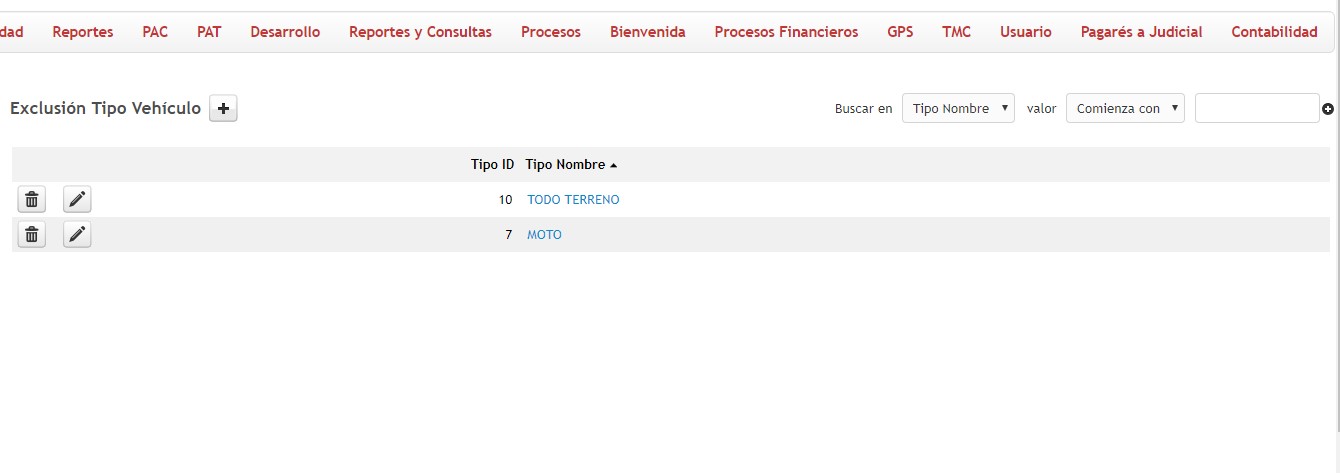 dad Reportes PAC PAT Desarrollo Reportes y Consultas Procesos Bienvenida Procesos Financieros GPS TMC Usuario Pagarés a Judicial Contabilidad
Exclusión Tipo Vehículo Buscar en Tipo Nombre valor Comienza con
Tipo ID Tipo Nombre
10 TODO TERRENO
7 MOTO